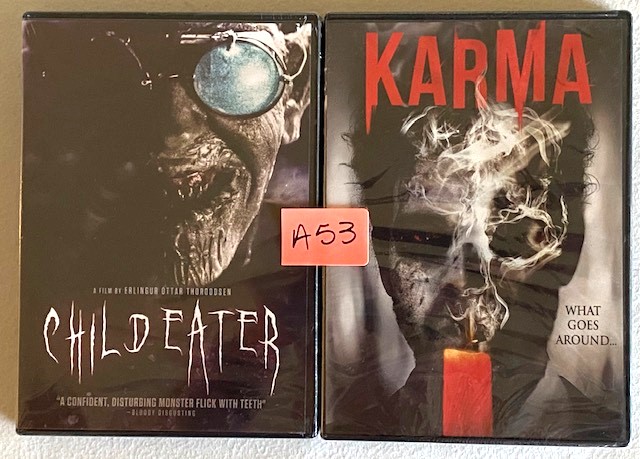 A FILM BY ERLINGUR ÓTTAR THORODDSEN
CHILD EATER
"A CONFIDENT, DISTURBING MONSTER FLICK WITH TEETH"
-BLOODY DISGUSTING
A53
KARMA
WHAT
GOES
AROUND...